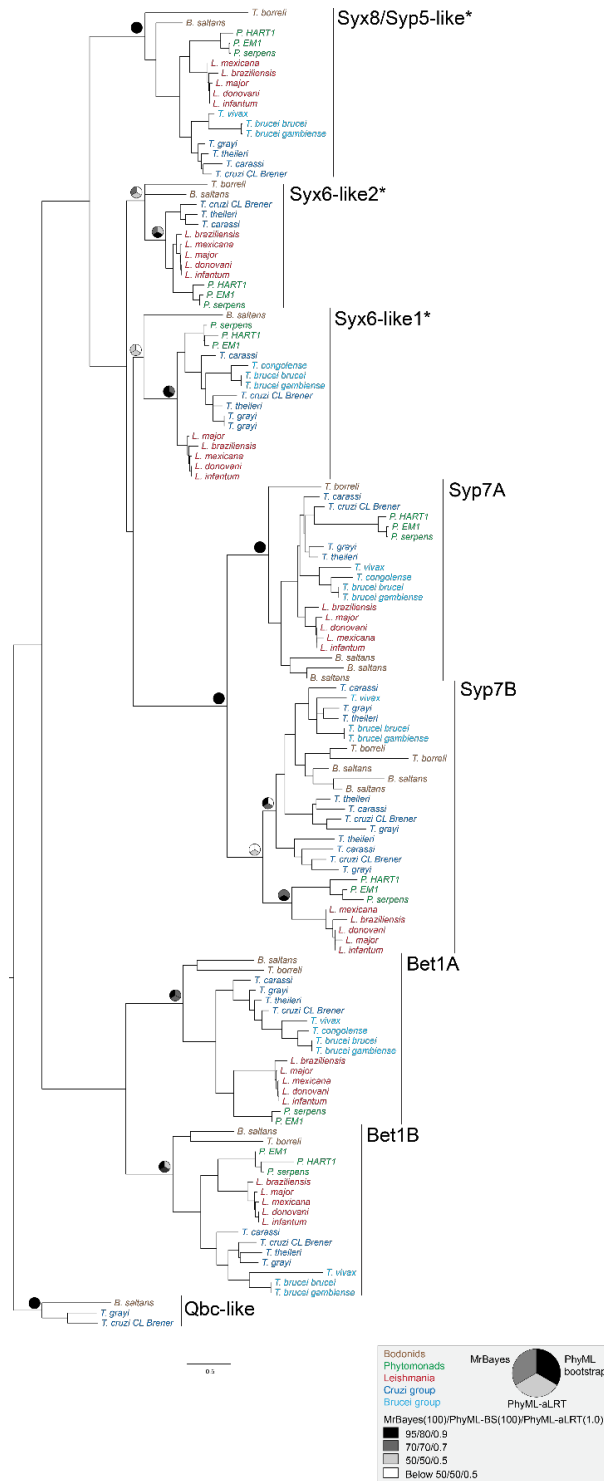 T. borreli
Syx8/Syp5-like*
B. saltans
P. HART1
P. EM1
P. serpens
L. mexicana
L. braziliensis
L. major
L. donovani
L. infantum
T. vivax
T. brucei brucei
T. brucei gambiense
T. grayi
T. theileri
T. carassi
T. cruzi CL Brener
T. borreli
Syx6-like2*
B. saltans
T. cruzi CL Brener
T. theileri
T. carassi
L. braziliensis
L. mexicana
L. major
L. donovani
L. infantum
P. HART1
P. EM1
P. serpens
B. saltans
Syx6-like1*
P. serpens
P. HART1
P. EM1
T. carassi
T. congolense
T. brucei brucei
T. brucei gambiense
T. cruzi CL Brener
T. theileri
T. grayi
T. grayi
L. major
L. braziliensis
L. mexicana
L. donovani
L. infantum
T. borreli
Syp7A
T. carassi
T. cruzi CL Brener
P. HART1
P. EM1
P. serpens
T. grayi
T. theileri
T. vivax
T. congolense
T. brucei brucei
T. brucei gambiense
L. braziliensis
L. major
L. donovani
L. mexicana
L. infantum
B. saltans
B. saltans
B. saltans
Syp7B
T. carassi
T. vivax
T. grayi
T. theileri
T. brucei brucei
T. brucei gambiense
T. borreli
T. borreli
B. saltans
B. saltans
B. saltans
T. theileri
T. carassi
T. cruzi CL Brener
T. grayi
T. theileri
T. carassi
T. cruzi CL Brener
T. grayi
P. HART1
P. EM1
P. serpens
L. mexicana
L. braziliensis
L. donovani
L. major
L. infantum
Bet1A
B. saltans
T. borreli
T. carassi
T. grayi
T. theileri
T. cruzi CL Brener
T. vivax
T. congolense
T. brucei brucei
T. brucei gambiense
L. braziliensis
L. major
L. mexicana
L. donovani
L. infantum
P. serpens
P. EM1
Bet1B
B. saltans
T. borreli
P. EM1
P. HART1
P. serpens
L. braziliensis
L. major
L. mexicana
L. donovani
L. infantum
T. carassi
T. cruzi CL Brener
T. theileri
T. grayi
T. vivax
T. brucei brucei
T. brucei gambiense
Qbc-like
B. saltans
T. grayi
T. cruzi CL Brener
0.5
Bodonids
Phytomonads
Leishmania
Cruzi group
Brucei group
MrBayes
PhyML
bootstrap
PhyML-aLRT
MrBayes(100)/PhyML-BS(100)/PhyML-aLRT(1.0)
95/80/0.9
70/70/0.7
50/50/0.5
Below 50/50/0.5